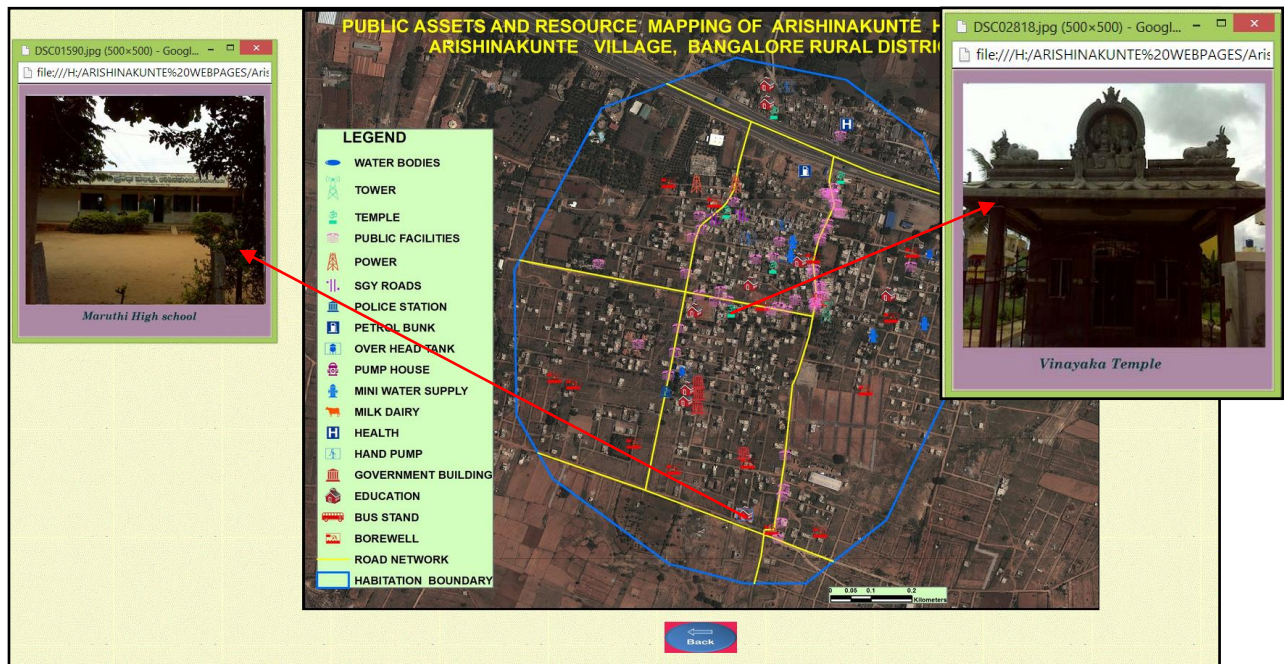 PUBLIC ASSETS AND RESOURCE MAPPING OF ARISHINAKUNTE H
ARISHINAKUNTE VILLAGE, BANGALORE RURAL DISTRIC
DSC01590.jpg (500×500) - Googl...
file:///H:/ARISHINAKUNTE%20WEBPAGES/Aris
Maruthi High school
DSC02818.jpg (500×500) - Googl...
file:///H:/ARISHINAKUNTE%20WEBPAGES/Aris
Vinayaka Temple
LEGEND
WATER BODIES
TOWER
TEMPLE
PUBLIC FACILITIES
POWER
SGY ROADS
POLICE STATION
PETROL BUNK
OVER HEAD TANK
PUMP HOUSE
MINI WATER SUPPLY
MILK DAIRY
HEALTH
HAND PUMP
GOVERNMENT BUILDING
EDUCATION
BUS STAND
BOREWELL
ROAD NETWORK
HABITATION BOUNDARY
H
H
0 0.05 0.1 0.2
Kilometers
Back